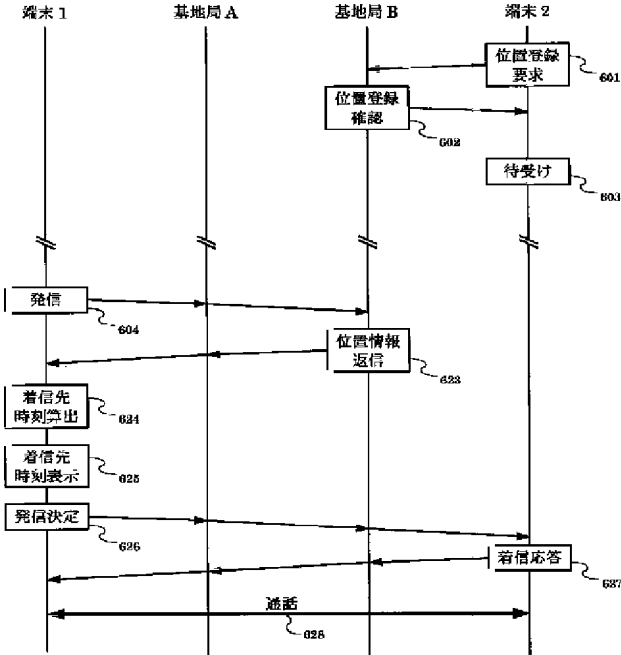 端末1 基地局A 基地局B 端末2
位置登録
要求
601
位置登録
確認
602
待受け
603
発信
604
位置情報
返信
623
着信先
時刻算出
624
着信先
時刻表示
625
発信決定
626
着信応答
627
通話
628